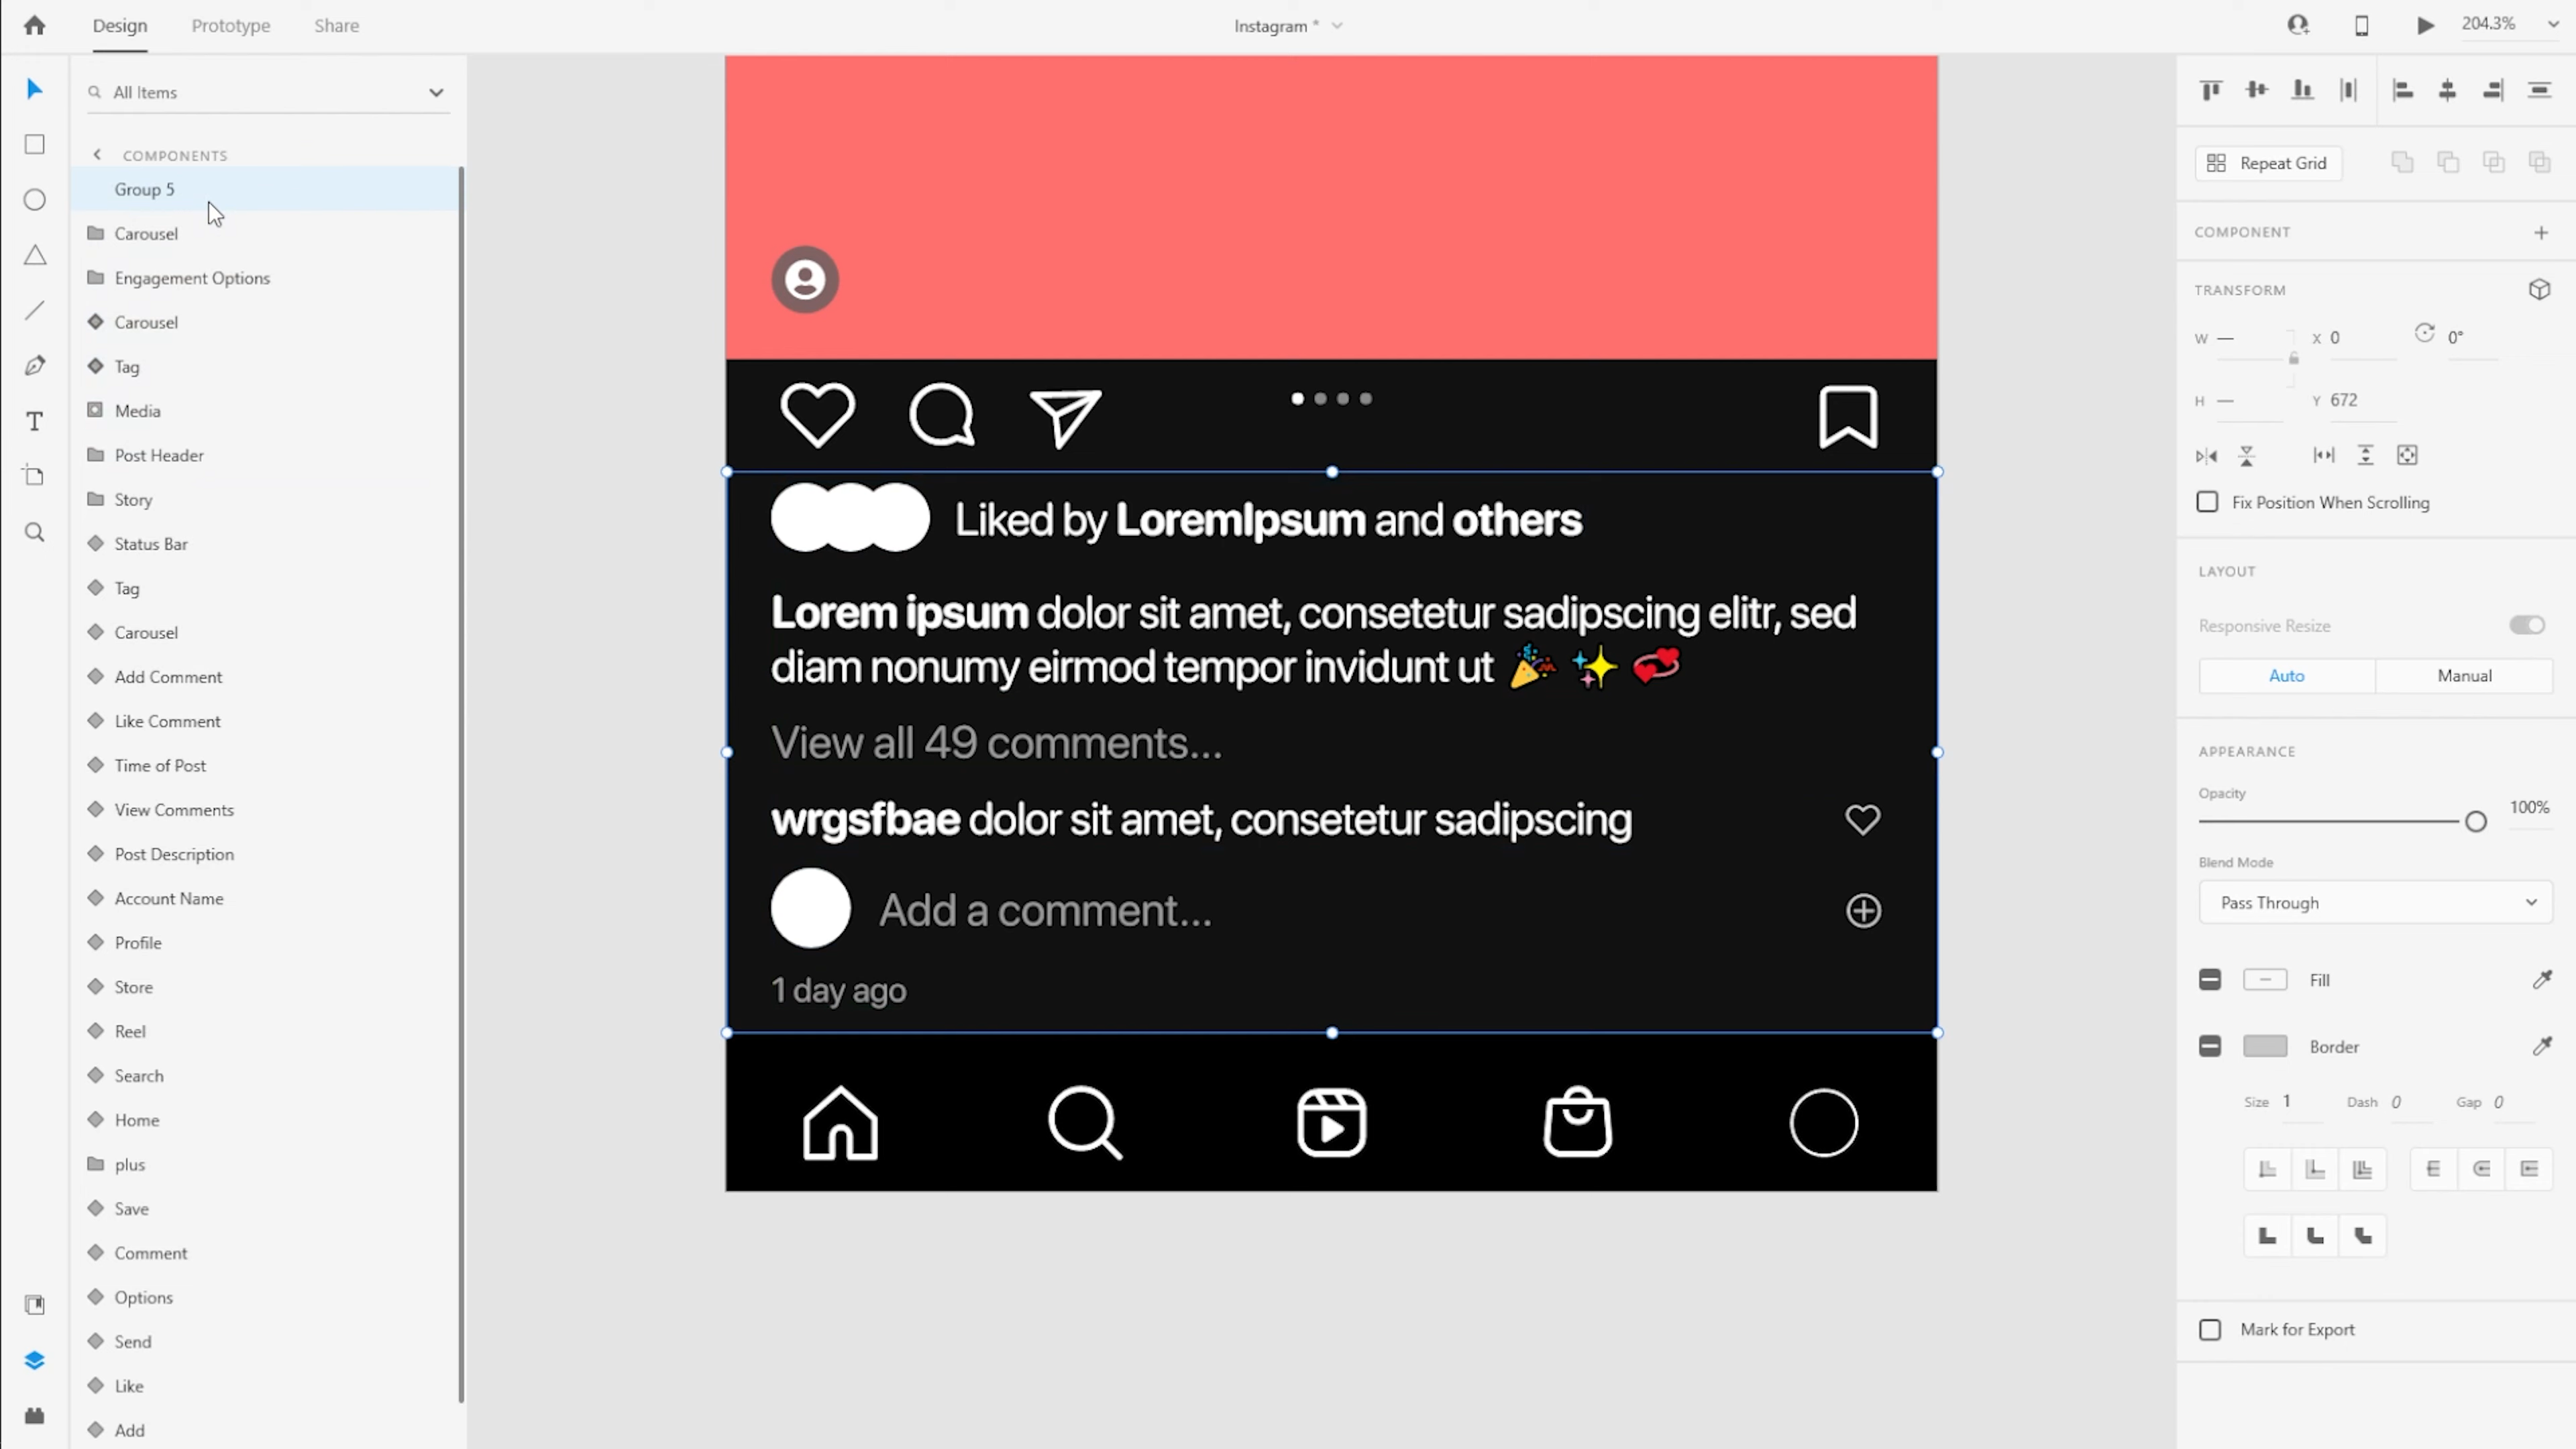 Design Prototype Share Instagram * 204.3%
All Items
COMPONENTS
Group 5
Carousel
Engagement Options
Carousel
Tag
Media
Post Header
Story
Status Bar
Tag
Carousel
Add Comment
Like Comment
Time of Post
View Comments
Post Description
Account Name
Profile
Store
Reel
Search
Home
plus
Save
Comment
Options
Send
Like
Add
Liked by LoremIpsum and others
Lorem ipsum dolor sit amet, consetetur sadipscing elitr, sed
diam nonumy eirmod tempor invidunt ut 🎉 ✨ 💞
View all 49 comments...
wrgsfbae dolor sit amet, consetetur sadipscing
Add a comment...
1 day ago
Repeat Grid
COMPONENT +
TRANSFORM
W — X 0 0°
H — Y 672
Fix Position When Scrolling
LAYOUT
Responsive Resize
Auto Manual
APPEARANCE
Opacity 100%
Blend Mode
Pass Through
Fill
Border
Size 1 Dash 0 Gap 0
Mark for Export